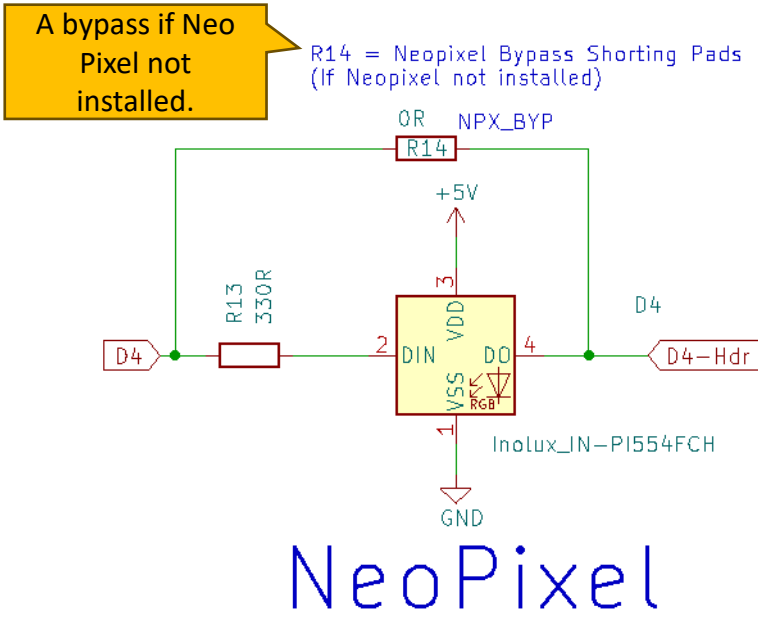 A bypass if Neo
Pixel not
installed.
R14 = Neopixel Bypass Shorting Pads
(If Neopixel not installed)
0R
NPX_BYP
R14
+5V
R13
330R
3
VDD
D4
D4
2
DIN
DO
4
D4-Hdr
VSS
RGB
1
Inolux_IN-PI554FCH
GND
NeoPixel